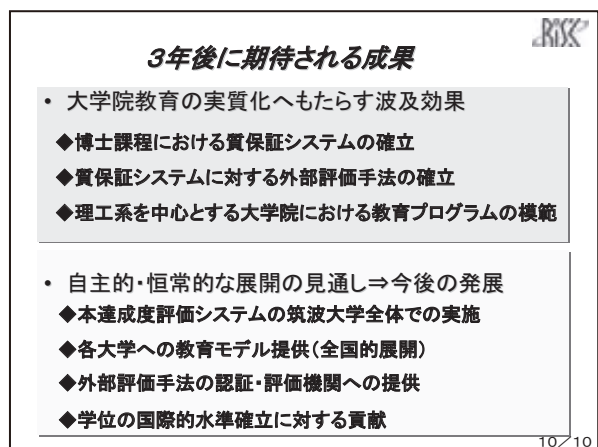 RISK
3年後に期待される成果
• 大学院教育の実質化へもたらす波及効果
◆博士課程における質保証システムの確立
◆質保証システムに対する外部評価手法の確立
◆理工系を中心とする大学院における教育プログラムの模範
• 自主的・恒常的な展開の見通し⇒今後の発展
◆本達成度評価システムの筑波大学全体での実施
◆各大学への教育モデル提供（全国的展開）
◆外部評価手法の認証・評価機関への提供
◆学位の国際的水準確立に対する貢献
10/10